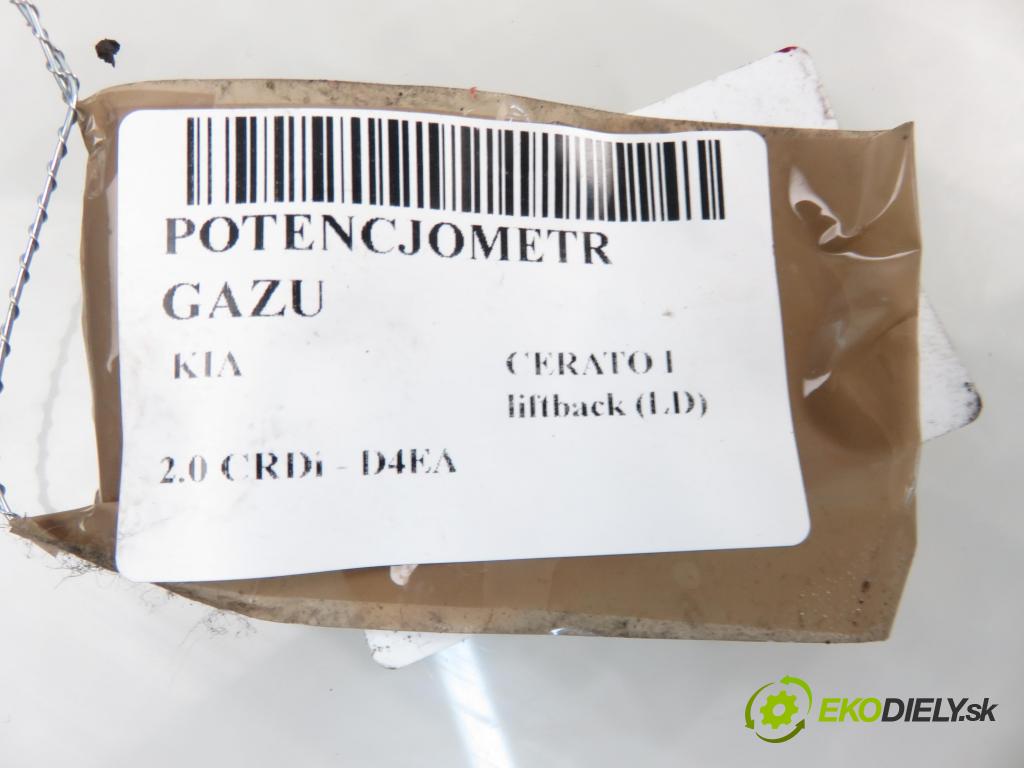 POTENCJOMETR
GAZU
KIA CERATO I
liftback (LD)
2.0 CRDi - D4EA
EKODIELY.sk